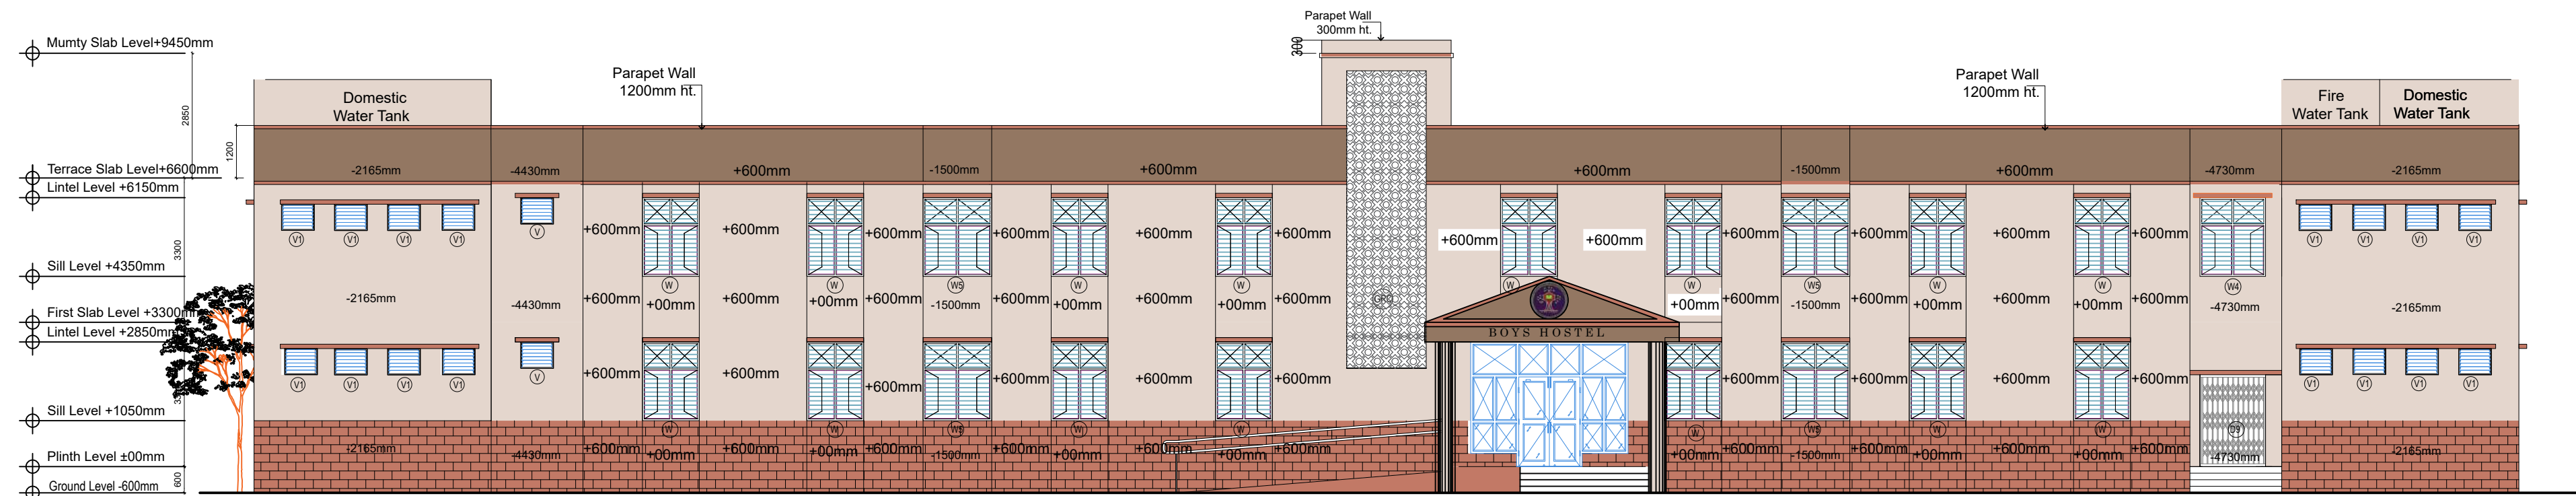 Parapet Wall
300mm ht.
300
Mumty Slab Level+9450mm
Parapet Wall
1200mm ht.
Parapet Wall
1200mm ht.
Domestic
Water Tank
Fire
Water Tank
Domestic
Water Tank
2850
1200
Terrace Slab Level+6600mm
-2165mm
-4430mm
+600mm
-1500mm
+600mm
+600mm
-1500mm
+600mm
-4730mm
-2165mm
Lintel Level +6150mm
V1 V1 V1 V1 V
+600mm +600mm +600mm +600mm +600mm +600mm +600mm +600mm +600mm +600mm +600mm +600mm
V1 V1 V1 V1
3300
Sill Level +4350mm
W W W5 W W W W W5 W W W4
-2165mm -4430mm +600mm +00mm +600mm +00mm +600mm -1500mm +600mm +00mm +600mm +00mm +600mm
GRC
+00mm +600mm -1500mm +600mm +00mm +600mm +00mm +600mm -4730mm -2165mm
First Slab Level +3300mm
Lintel Level +2850mm
BOYS HOSTEL
V1 V1 V1 V1 V
+600mm +600mm +600mm +600mm +600mm +600mm +600mm +600mm +600mm +600mm
V1 V1 V1 V1
Sill Level +1050mm
W W5 W W W W5 W W D9
-2165mm -4430mm +600mm +00mm +600mm +00mm +600mm -1500mm +600mm +00mm +600mm +00mm +600mm
+00mm +600mm -1500mm +600mm +00mm +600mm +00mm +600mm -4730mm -2165mm
Plinth Level ±00mm
600
Ground Level -600mm